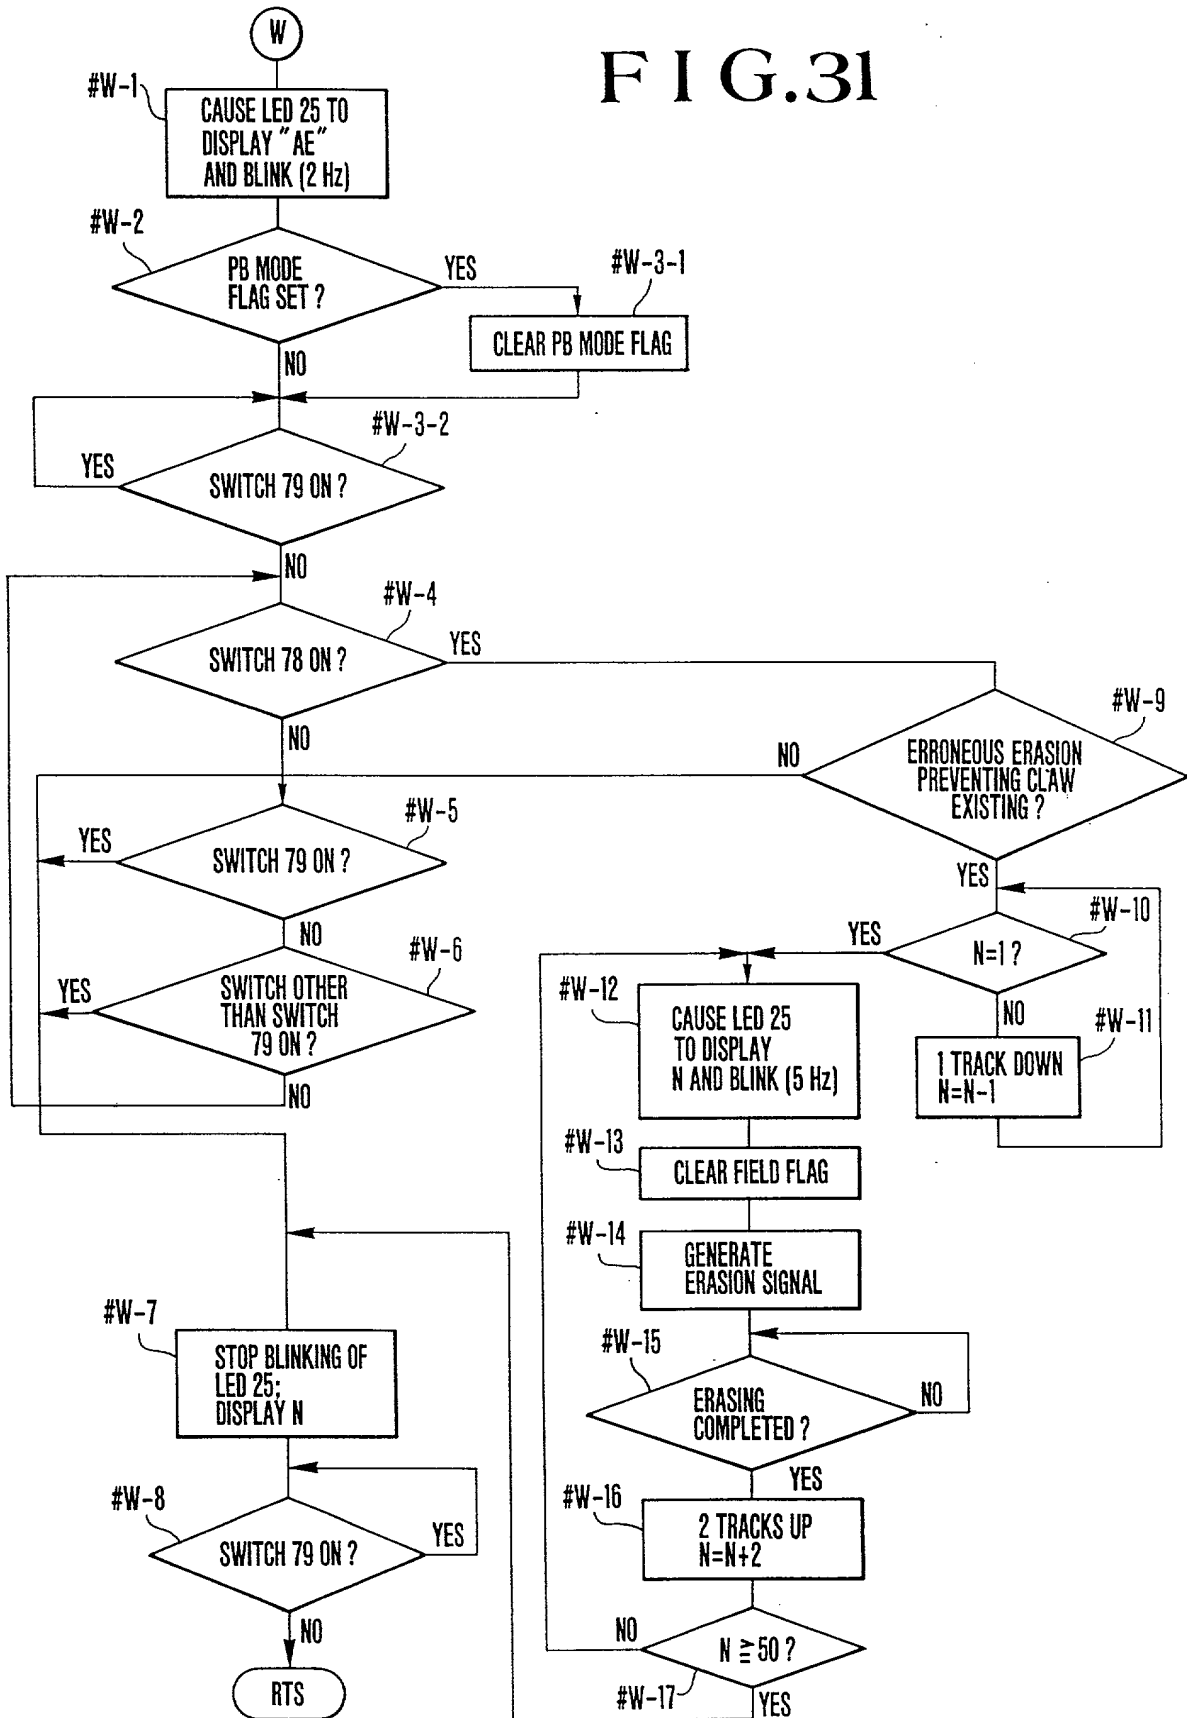 W
FIG.31
#W-1
CAUSE LED 25 TO
DISPLAY "AE"
AND BLINK (2 Hz)
#W-2
PB MODE
FLAG SET ?
YES
#W-3-1
CLEAR PB MODE FLAG
NO
#W-3-2
YES
SWITCH 79 ON ?
NO
#W-4
SWITCH 78 ON ?
YES
NO
#W-9
NO
ERRONEOUS ERASION
PREVENTING CLAW
EXISTING ?
YES
#W-5
YES
SWITCH 79 ON ?
NO
#W-6
YES
SWITCH OTHER
THAN SWITCH
79 ON ?
NO
#W-10
YES
N=1 ?
NO
#W-11
1 TRACK DOWN
N=N-1
#W-12
CAUSE LED 25
TO DISPLAY
N AND BLINK (5 Hz)
#W-13
CLEAR FIELD FLAG
#W-14
GENERATE
ERASION SIGNAL
#W-7
STOP BLINKING OF
LED 25;
DISPLAY N
#W-15
ERASING
COMPLETED ?
NO
YES
#W-8
SWITCH 79 ON ?
YES
NO
RTS
#W-16
2 TRACKS UP
N=N+2
NO
N ≧ 50 ?
#W-17
YES